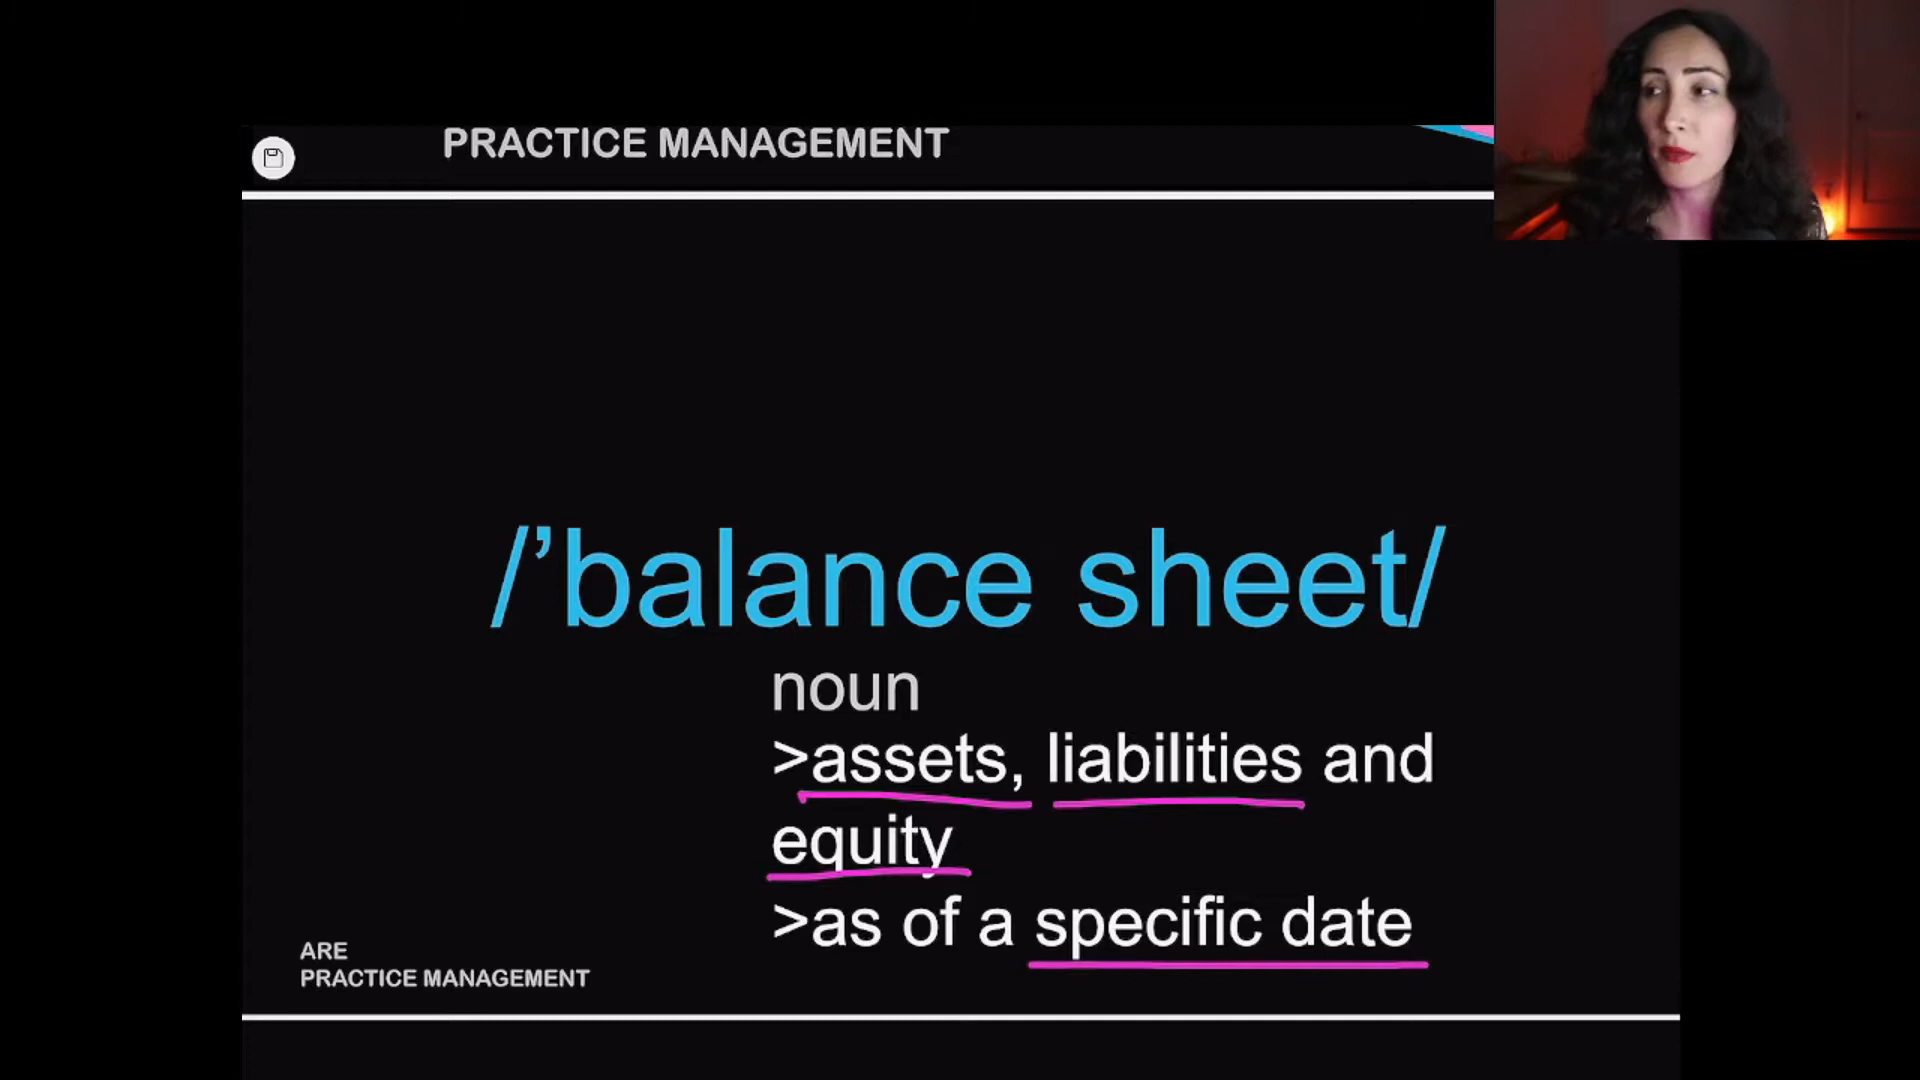 PRACTICE MANAGEMENT
/’balance sheet/
noun
>assets, liabilities and
equity
>as of a specific date
ARE
PRACTICE MANAGEMENT